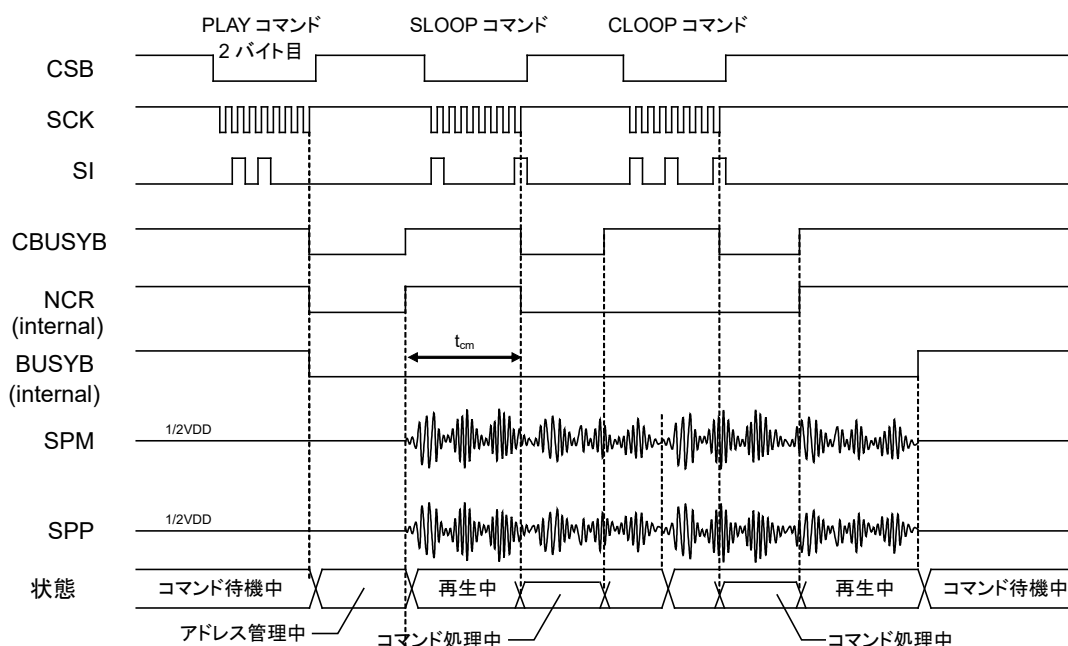 PLAY コマンド
2 バイト目
SLOOP コマンド
CLOOP コマンド
CSB
SCK
SI
CBUSYB
NCR
(internal)
tcm
BUSYB
(internal)
SPM
1/2VDD
SPP
1/2VDD
状態
コマンド待機中
再生中
再生中
コマンド待機中
アドレス管理中
コマンド処理中
コマンド処理中